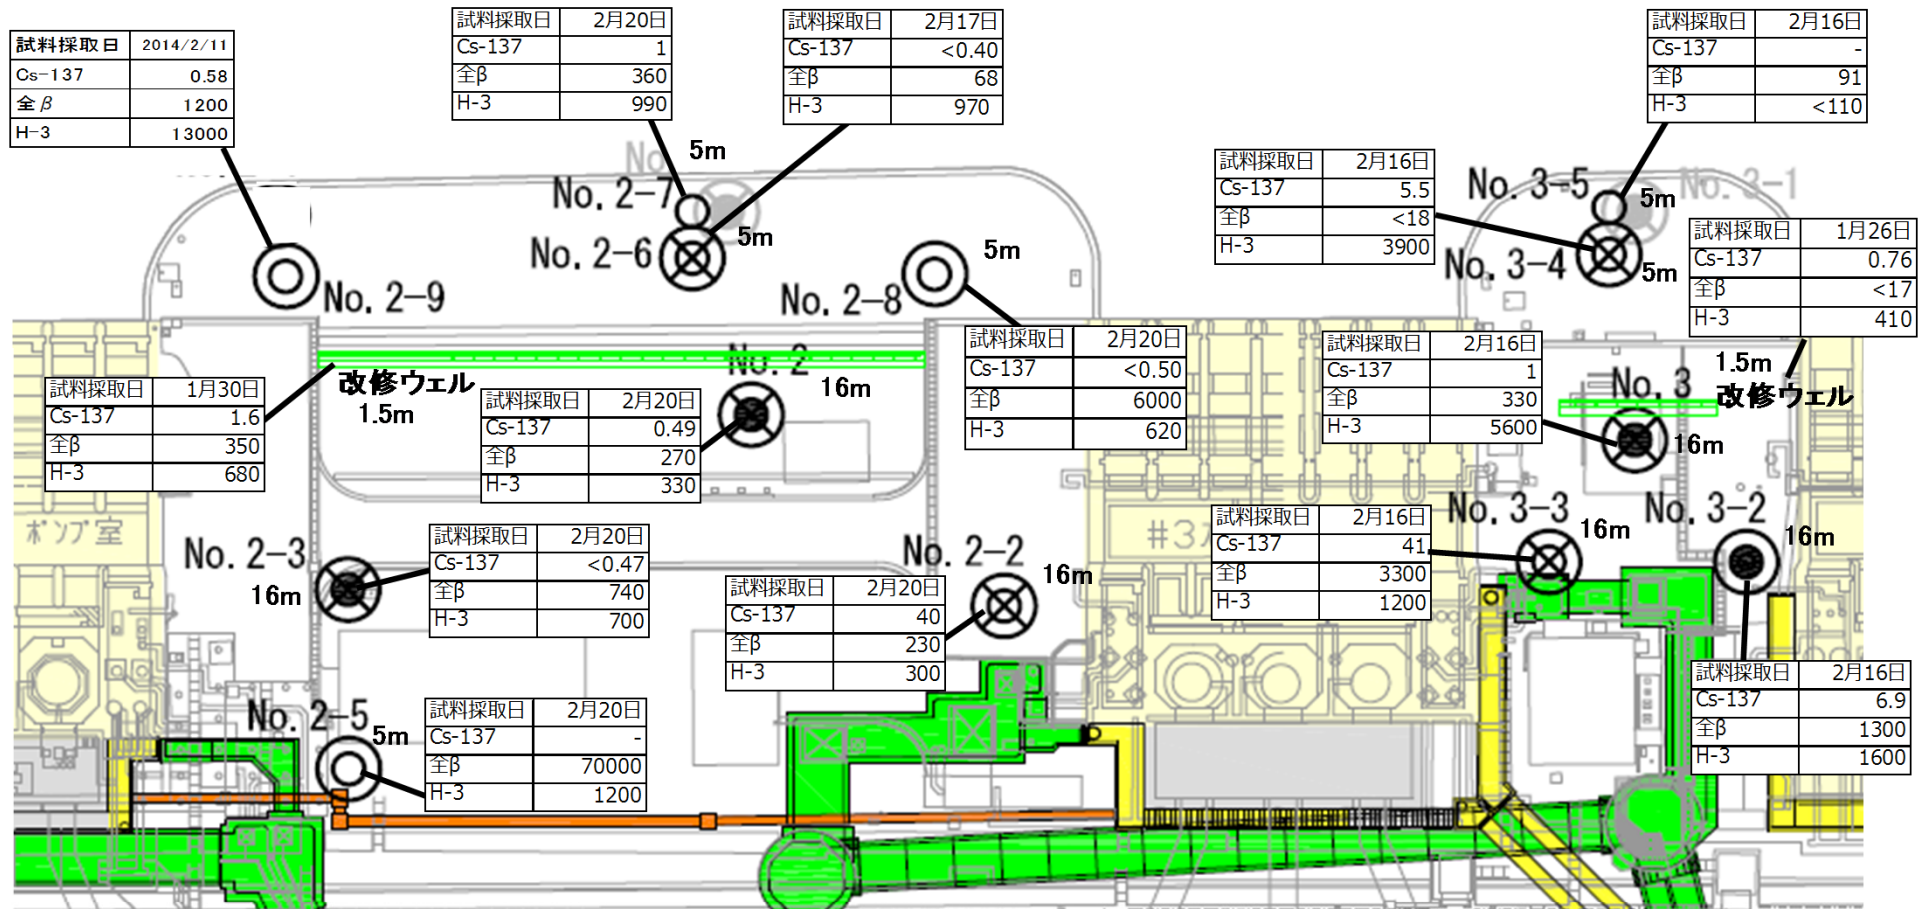 試料採取日 2014/2/11
Cs-137 0.58
全β 1200
H-3 13000
試料採取日 2月20日
Cs-137 1
全β 360
H-3 990
試料採取日 2月17日
Cs-137 <0.40
全β 68
H-3 970
試料採取日 2月16日
Cs-137 -
全β 91
H-3 <110
No
5m
No. 2-7
5m
No. 2-6
No. 2-9
No. 2-8
5m
試料採取日 2月16日
Cs-137 5.5
全β <18
H-3 3900
No. 3-5
5m
No. 3-1
No. 3-4
5m
試料採取日 1月26日
Cs-137 0.76
全β <17
H-3 410
試料採取日 1月30日
Cs-137 1.6
全β 350
H-3 680
改修ウェル
1.5m
No. 2
16m
試料採取日 2月20日
Cs-137 0.49
全β 270
H-3 330
試料採取日 2月20日
Cs-137 <0.50
全β 6000
H-3 620
試料採取日 2月16日
Cs-137 1
全β 330
H-3 5600
No. 3
16m
1.5m
改修ウェル
ポンプ室
No. 2-3
16m
試料採取日 2月20日
Cs-137 <0.47
全β 740
H-3 700
No. 2-2
16m
試料採取日 2月20日
Cs-137 40
全β 230
H-3 300
#3
試料採取日 2月16日
Cs-137 41
全β 3300
H-3 1200
No. 3-3
16m
No. 3-2
16m
試料採取日 2月16日
Cs-137 6.9
全β 1300
H-3 1600
No. 2-5
5m
試料採取日 2月20日
Cs-137 -
全β 70000
H-3 1200